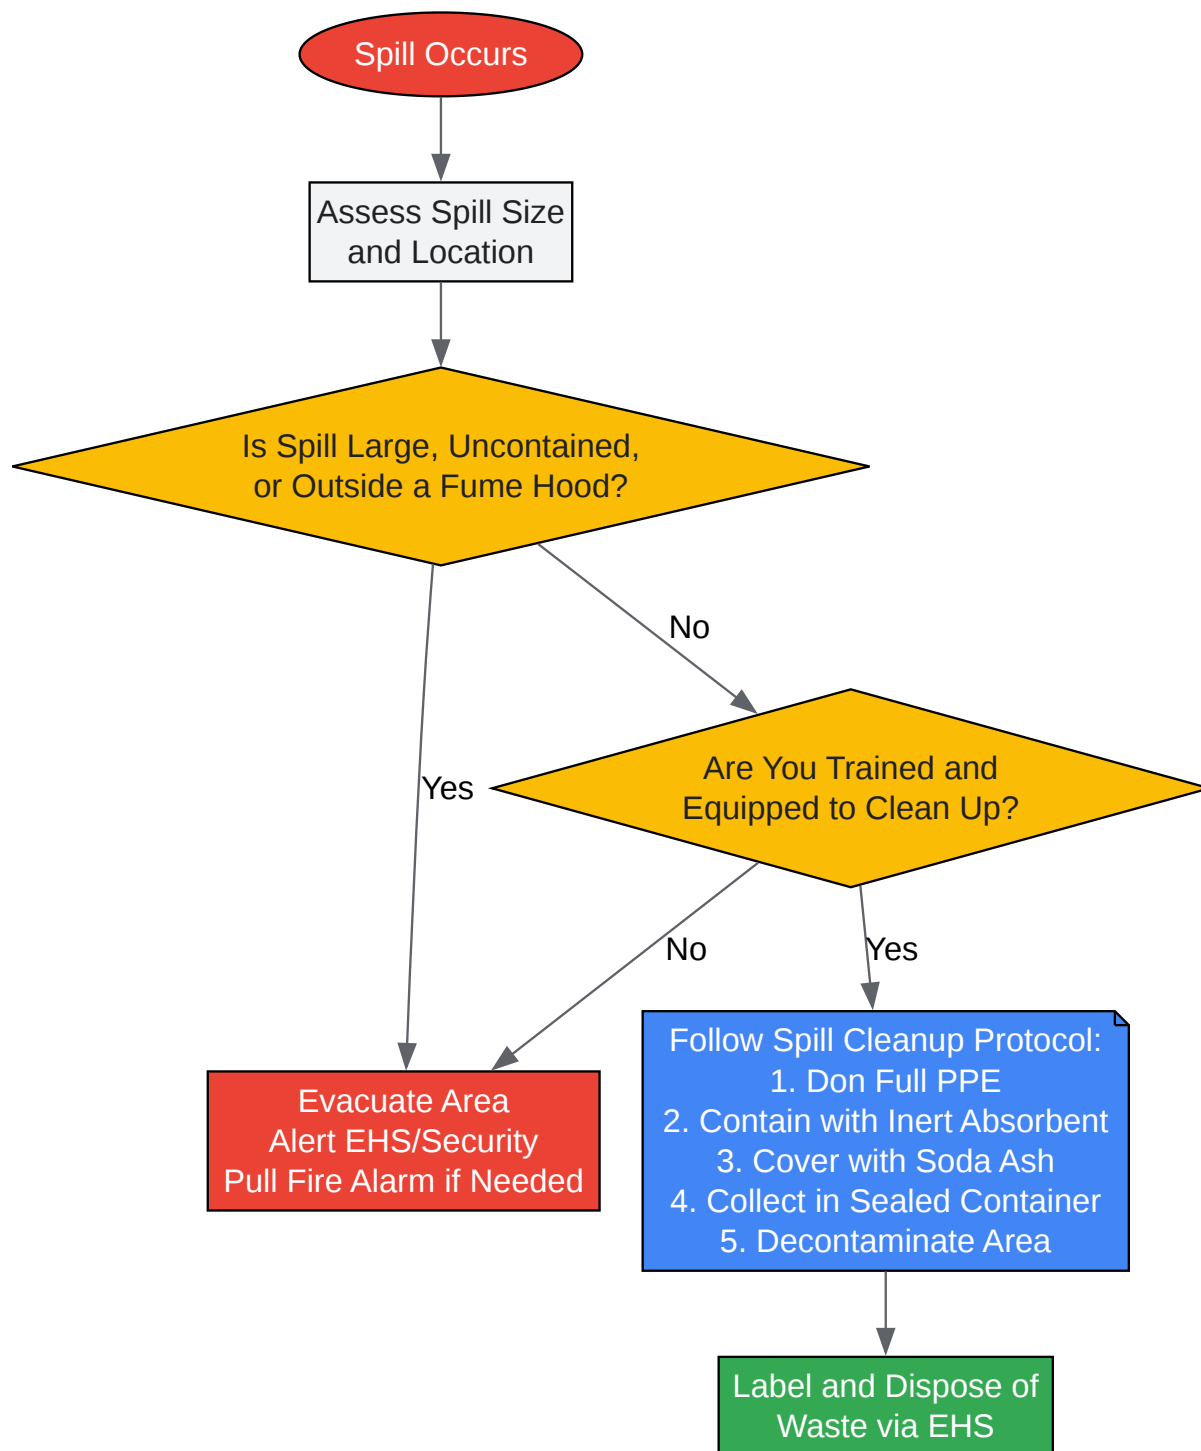 Spill Occurs
Assess Spill Size
and Location
Is Spill Large, Uncontained,
or Outside a Fume Hood?
No
Yes
Are You Trained and
Equipped to Clean Up?
No
Yes
Follow Spill Cleanup Protocol:
1. Don Full PPE
2. Contain with Inert Absorbent
3. Cover with Soda Ash
4. Collect in Sealed Container
5. Decontaminate Area
Evacuate Area
Alert EHS/Security
Pull Fire Alarm if Needed
Label and Dispose of
Waste via EHS